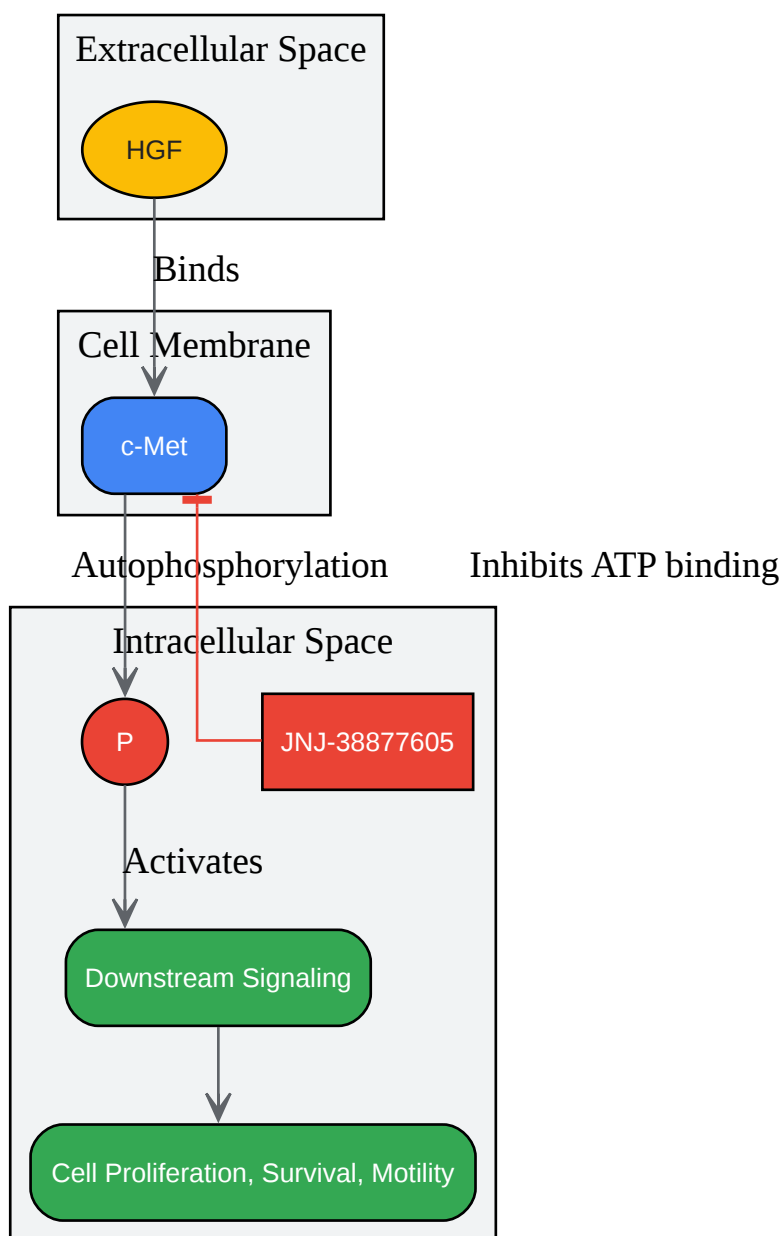 Extracellular Space
HGF
Binds
Cell Membrane
c-Met
Autophosphorylation
Inhibits ATP binding
Intracellular Space
P
JNJ-38877605
Activates
Downstream Signaling
Cell Proliferation, Survival, Motility